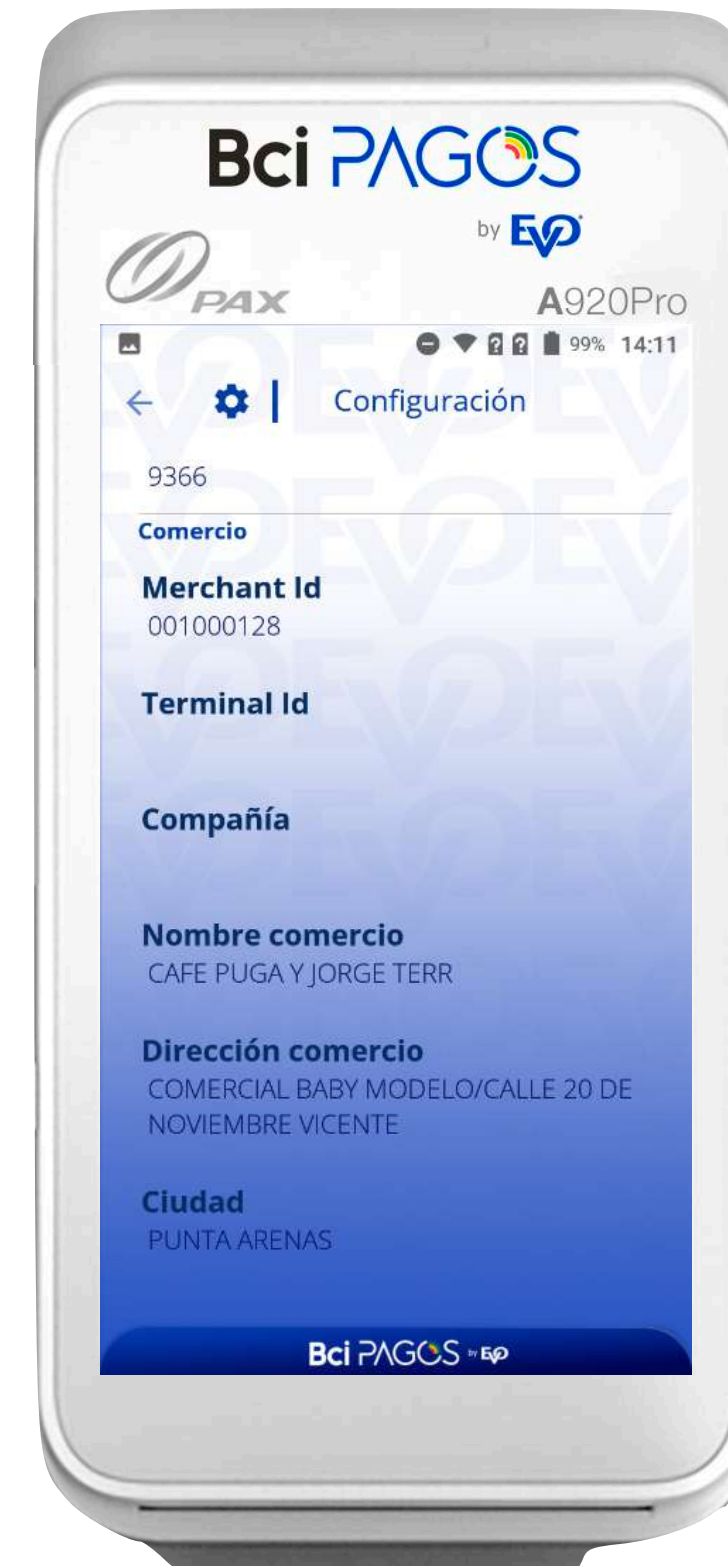 Bci PAGOS
by EVO
PAX
A920Pro
99% 14:11
Configuración
9366
Comercio
Merchant Id
001000128
Terminal Id
Compañía
Nombre comercio
CAFE PUGA Y JORGE TERR
Dirección comercio
COMERCIAL BABY MODELO/CALLE 20 DE
NOVIEMBRE VICENTE
Ciudad
PUNTA ARENAS
Bci PAGOS by EVO